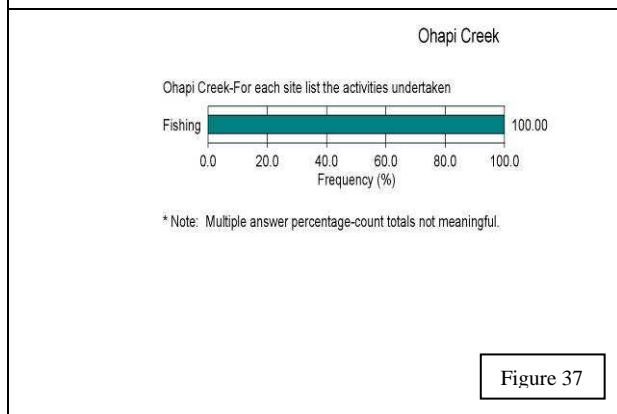 Ohapi Creek
Ohapi Creek-For each site list the activities undertaken
Fishing 100.00
0.0 20.0 40.0 60.0 80.0 100.0
Frequency (%)
* Note: Multiple answer percentage-count totals not meaningful.
Figure 37